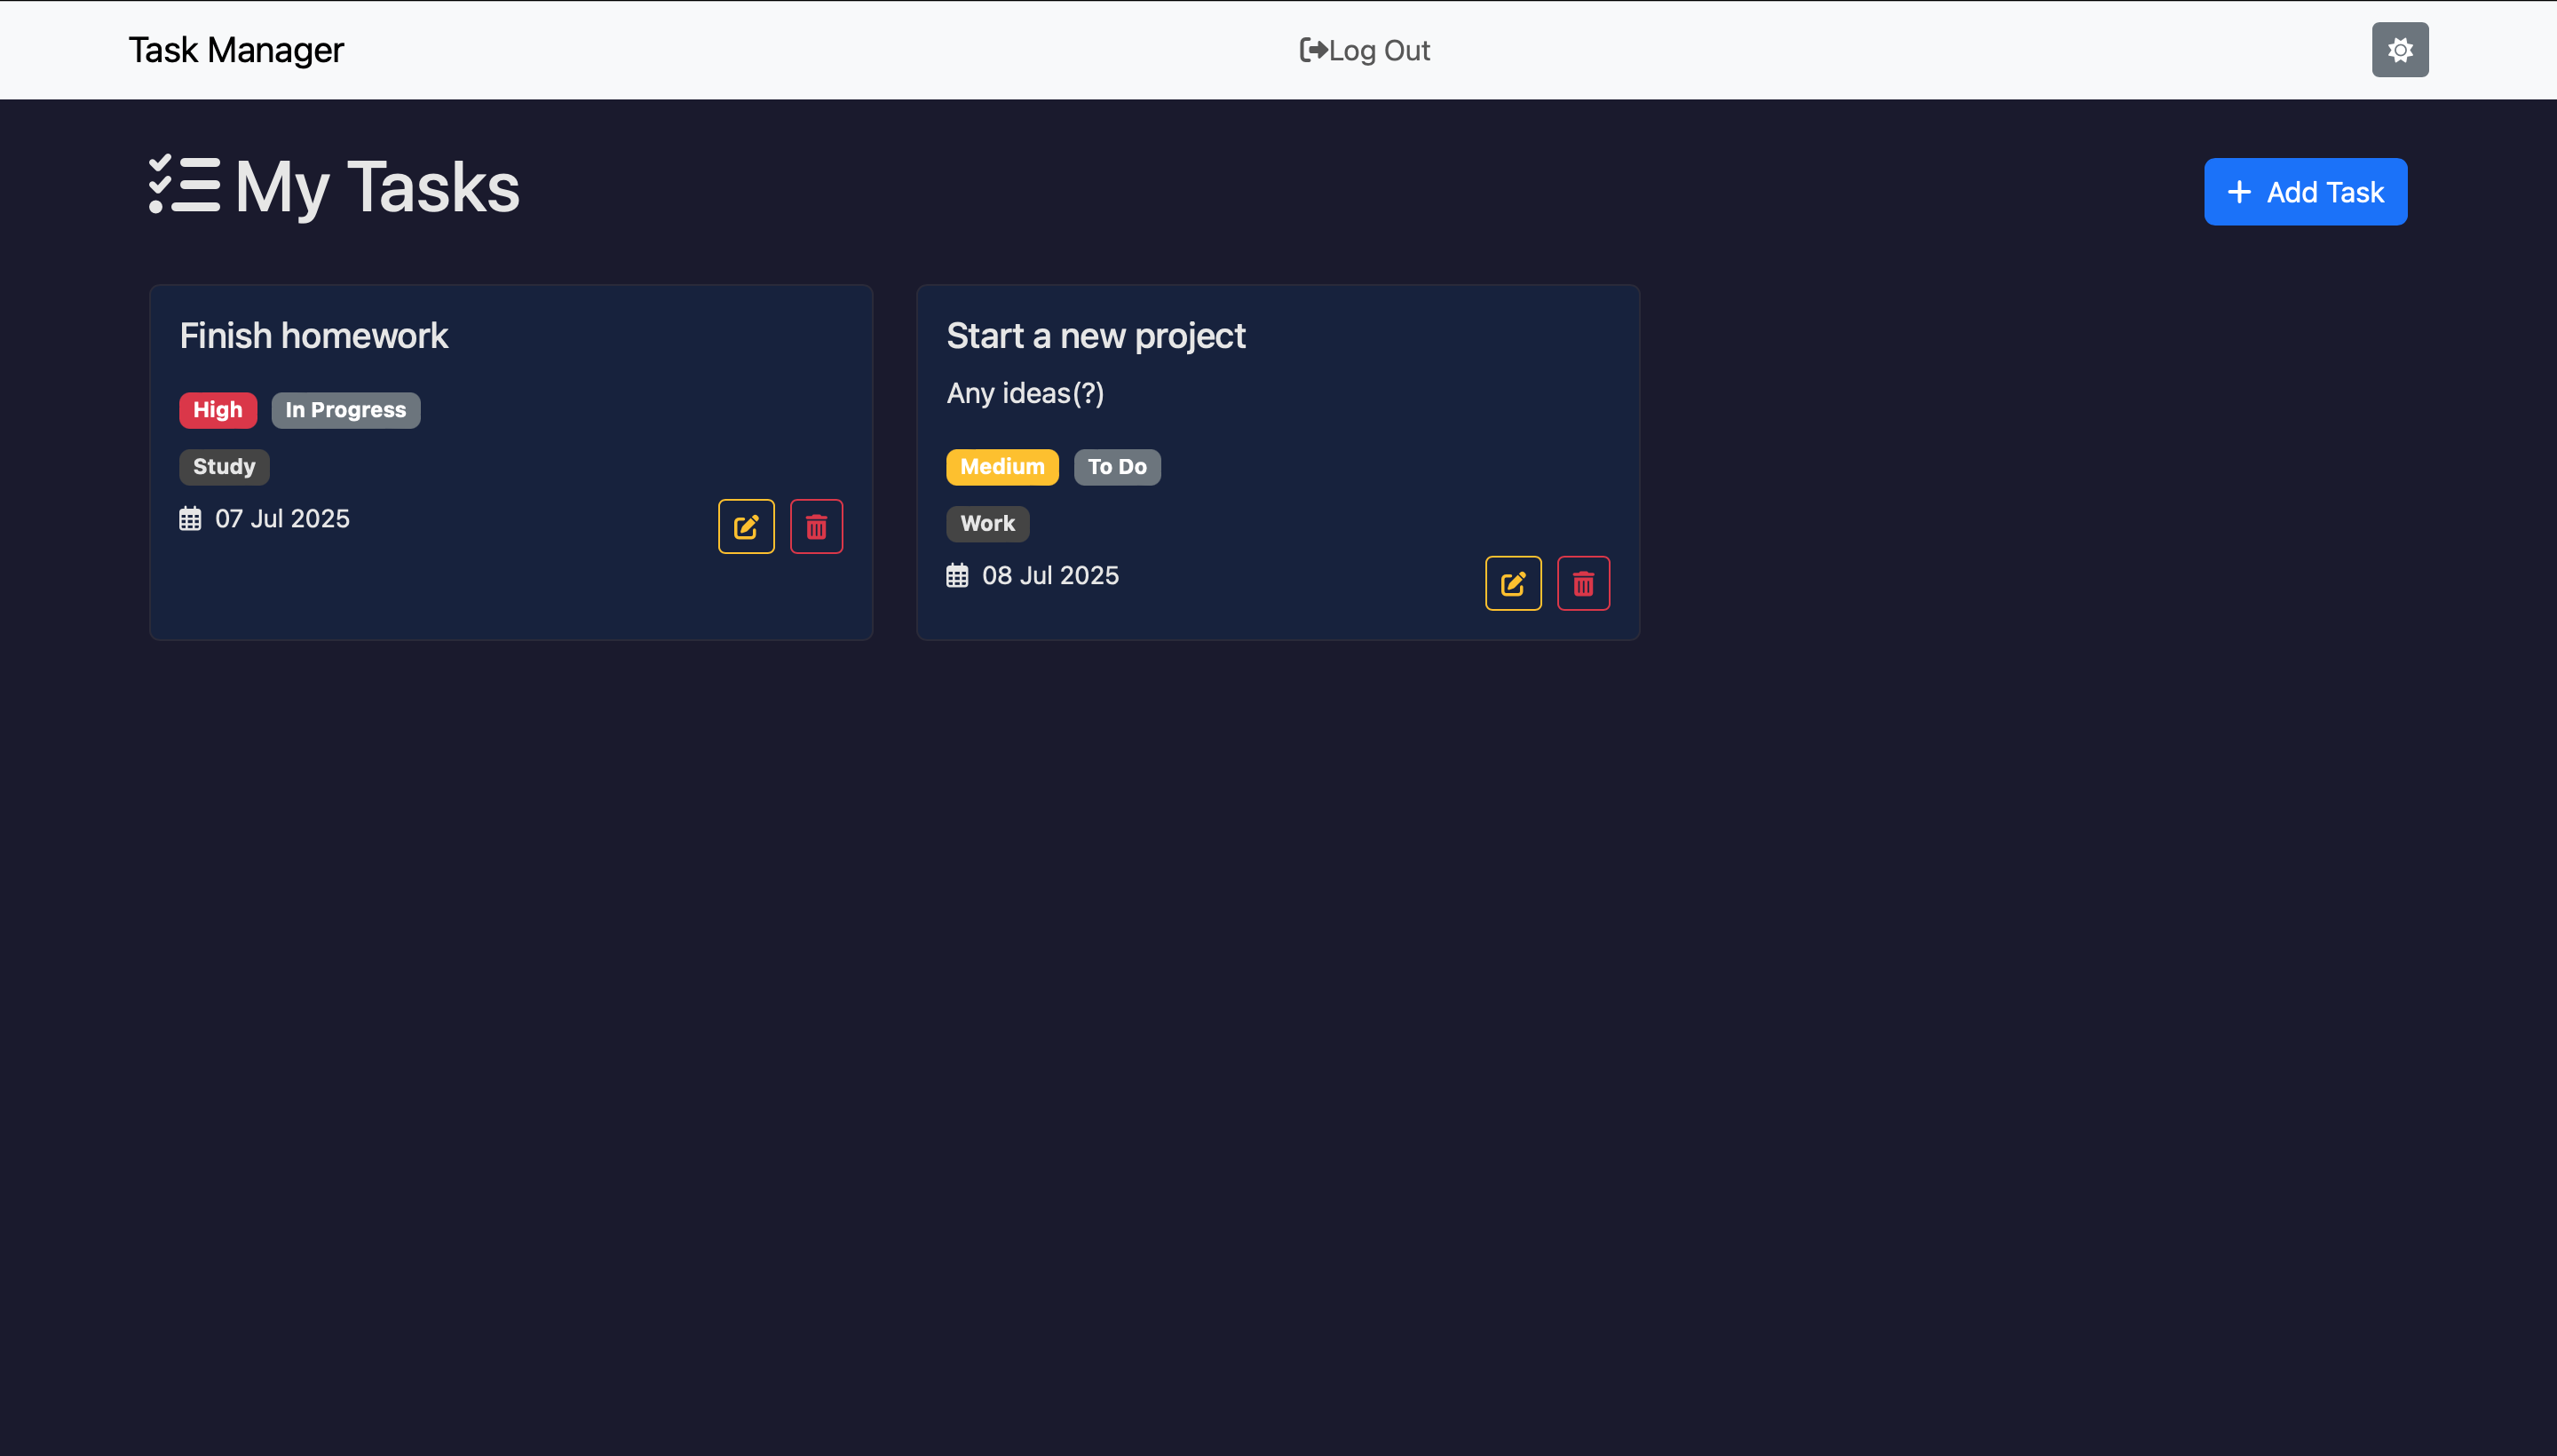 Task Manager
Log Out
My Tasks
Add Task
Finish homework
High In Progress
Study
07 Jul 2025
Start a new project
Any ideas(?)
Medium To Do
Work
08 Jul 2025